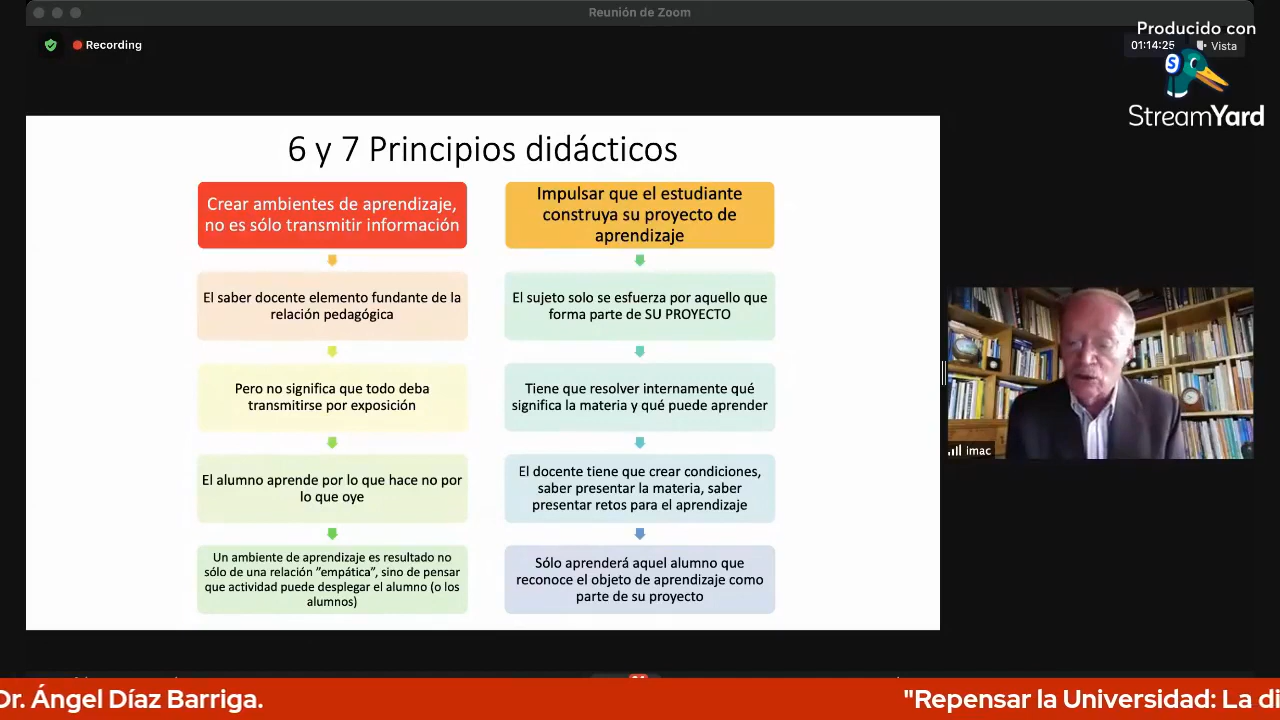 Reunión de Zoom
Recording
Producido con
01:14:25
Vista
S
StreamYard
6 y 7 Principios didácticos
Crear ambientes de aprendizaje,
no es sólo transmitir información
El saber docente elemento fundante de la
relación pedagógica
Pero no significa que todo deba
transmitirse por exposición
El alumno aprende por lo que hace no por
lo que oye
Un ambiente de aprendizaje es resultado no
sólo de una relación ”empática”, sino de pensar
que actividad puede desplegar el alumno (o los
alumnos)
Impulsar que el estudiante
construya su proyecto de
aprendizaje
El sujeto solo se esfuerza por aquello que
forma parte de SU PROYECTO
Tiene que resolver internamente qué
significa la materia y qué puede aprender
El docente tiene que crear condiciones,
saber presentar la materia, saber
presentar retos para el aprendizaje
Sólo aprenderá aquel alumno que
reconoce el objeto de aprendizaje como
parte de su proyecto
imac
Dr. Ángel Díaz Barriga.
"Repensar la Universidad: La di